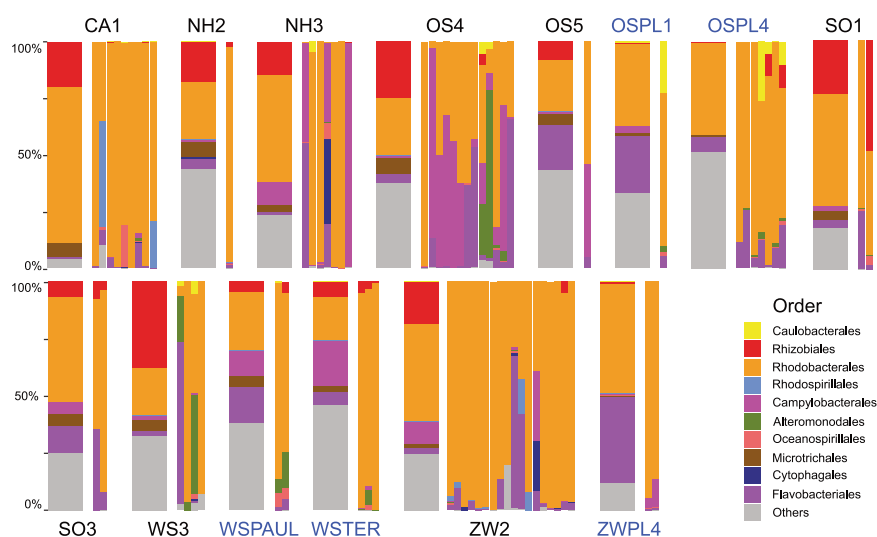 CA1 NH2 NH3 OS4 OS5 OSPL1 OSPL4 SO1
100%
50%
0%
100%
50%
0%
Order
Caulobacterales
Rhizobiales
Rhodobacterales
Rhodospirillales
Campylobacterales
Alteromonodales
Oceanospirillales
Microtrichales
Cytophagales
Flavobacteriales
Others
SO3 WS3 WSPAUL WSTER ZW2 ZWPL4